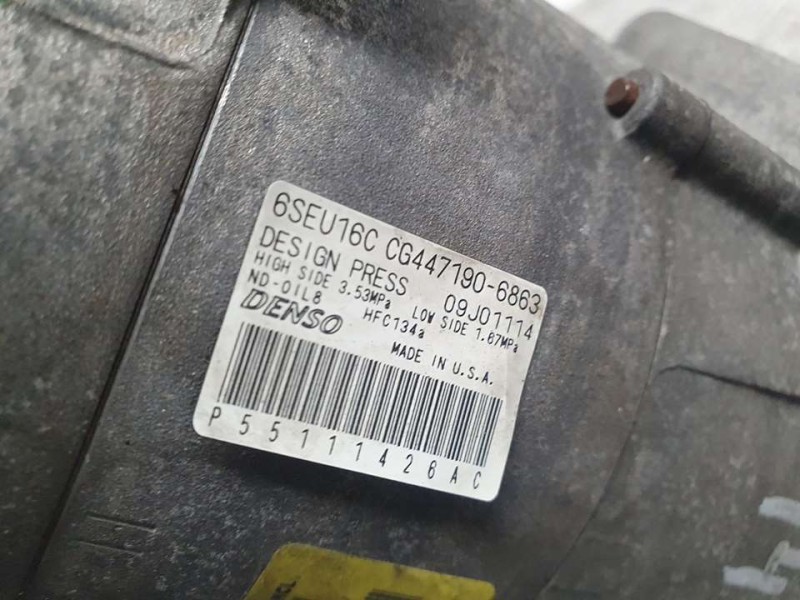 6SEU16C CG447190-6863
DESIGN PRESS 09J01114
HIGH SIDE 3.53MPa LOW SIDE 1.67MPa
ND-OIL8 HFC134a
DENSO MADE IN U.S.A.
P55111426AC